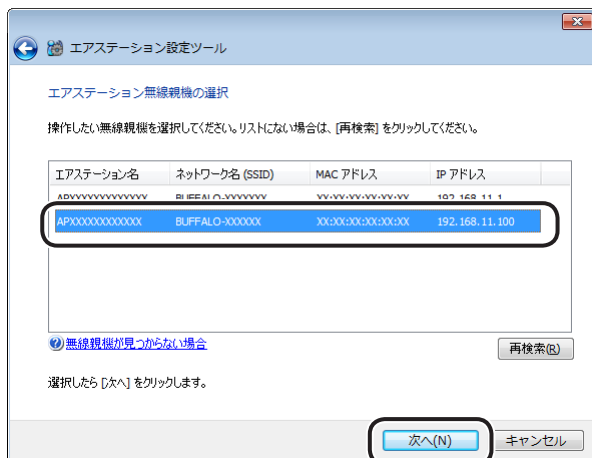 エアステーション設定ツール
エアステーション無線親機の選択
操作したい無線親機を選択してください。リストにない場合は、[再検索] をクリックしてください。
エアステーション名 ネットワーク名 (SSID) MAC アドレス IP アドレス
APXXXXXXXXXXXX BUFFALO-XXXXXXX XX:XX:XX:XX:XX:XX 192.168.11.1
APXXXXXXXXXXXX BUFFALO-XXXXXX XX:XX:XX:XX:XX:XX 192.168.11.100
無線親機が見つからない場合
再検索(R)
選択したら [次へ] をクリックします。
次へ(N) キャンセル